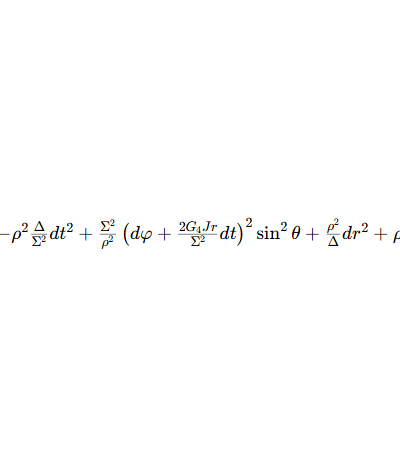 −ρ² Δ/Σ² dt² + Σ²/ρ² (dφ + 2G₄Jr/Σ² dt)² sin² θ + ρ²/Δ dr² + ρ